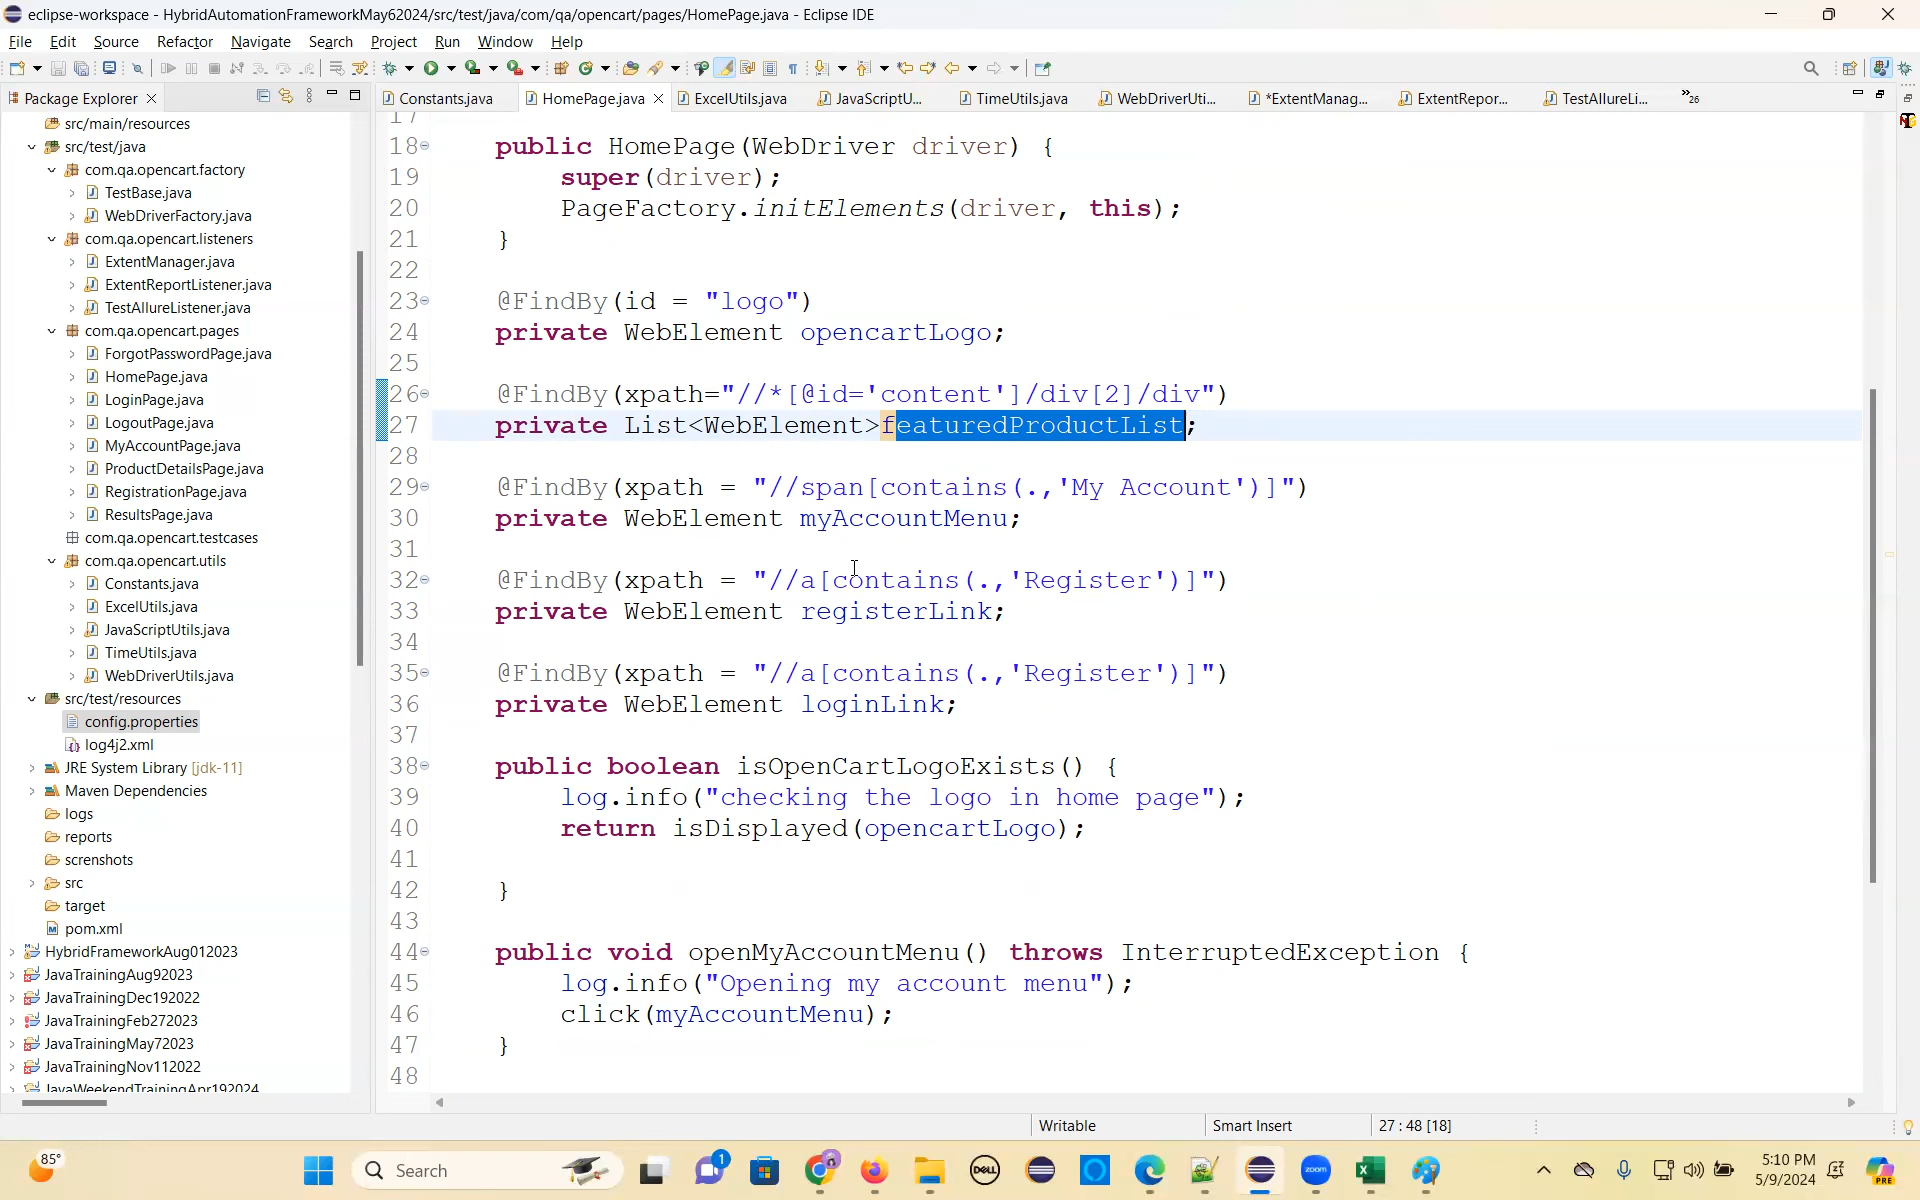 eclipse-workspace - HybridAutomationFrameworkMay62024/src/test/java/com/qa/opencart/pages/HomePage.java - Eclipse IDE
File Edit Source Refactor Navigate Search Project Run Window Help
Package Explorer
Constants.java HomePage.java ExcelUtils.java JavaScriptU... TimeUtils.java WebDriverUti... *ExtentManag... ExtentRepor... TestAllureLi... »26
src/main/resources
src/test/java
com.qa.opencart.factory
TestBase.java
WebDriverFactory.java
com.qa.opencart.listeners
ExtentManager.java
ExtentReportListener.java
TestAllureListener.java
com.qa.opencart.pages
ForgotPasswordPage.java
HomePage.java
LoginPage.java
LogoutPage.java
MyAccountPage.java
ProductDetailsPage.java
RegistrationPage.java
ResultsPage.java
com.qa.opencart.testcases
com.qa.opencart.utils
Constants.java
ExcelUtils.java
JavaScriptUtils.java
TimeUtils.java
WebDriverUtils.java
src/test/resources
config.properties
log4j2.xml
JRE System Library [jdk-11]
Maven Dependencies
logs
reports
screnshots
src
target
pom.xml
HybridFrameworkAug012023
JavaTrainingAug92023
JavaTrainingDec192022
JavaTrainingFeb272023
JavaTrainingMay72023
JavaTrainingNov112022
JavaWeekendTrainingApr192024
17
18 public HomePage(WebDriver driver) {
19 super(driver);
20 PageFactory.initElements(driver, this);
21 }
22
23 @FindBy(id = "logo")
24 private WebElement opencartLogo;
25
26 @FindBy(xpath="//*[@id='content']/div[2]/div")
27 private List<WebElement>featuredProductList;
28
29 @FindBy(xpath = "//span[contains(.,'My Account')]")
30 private WebElement myAccountMenu;
31
32 @FindBy(xpath = "//a[contains(.,'Register')]")
33 private WebElement registerLink;
34
35 @FindBy(xpath = "//a[contains(.,'Register')]")
36 private WebElement loginLink;
37
38 public boolean isOpenCartLogoExists() {
39 log.info("checking the logo in home page");
40 return isDisplayed(opencartLogo);
41
42 }
43
44 public void openMyAccountMenu() throws InterruptedException {
45 log.info("Opening my account menu");
46 click(myAccountMenu);
47 }
48
Writable Smart Insert 27 : 48 [18]
85° Search 1 DELL zoom PRE
5:10 PM
5/9/2024